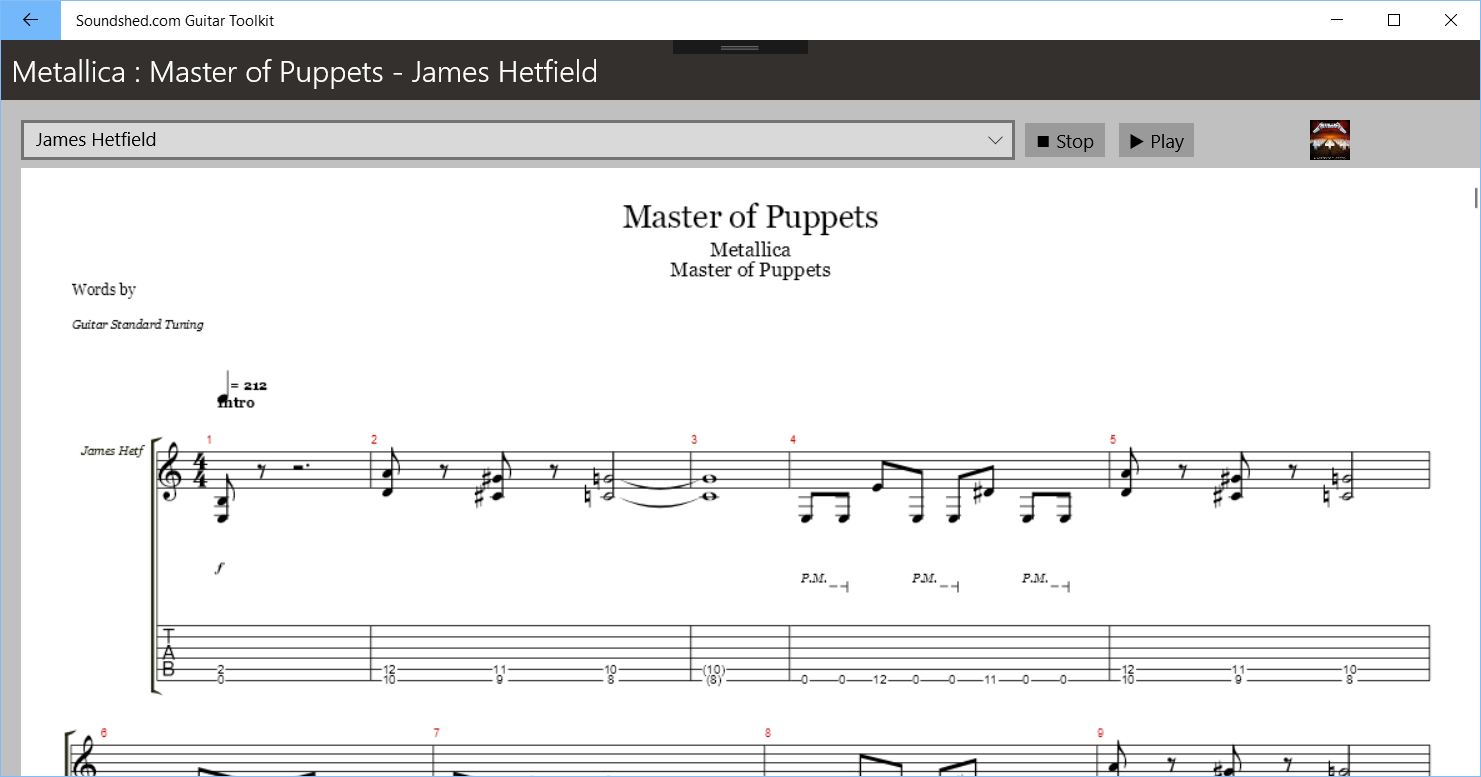 Soundshed.com Guitar Toolkit
Metallica : Master of Puppets - James Hetfield
James Hetfield
Stop
Play
Master of Puppets
Metallica
Master of Puppets
Words by
Guitar Standard Tuning
= 212
Intro
1 2 3 4 5
James Hetf
4
4
f
P.M. P.M. P.M.
T
A
B
2 12 11 10 (10) 12 11 10
0 10 9 8 (8) 0 0 12 0 0 11 0 0 10 9 8
6 7 8 9